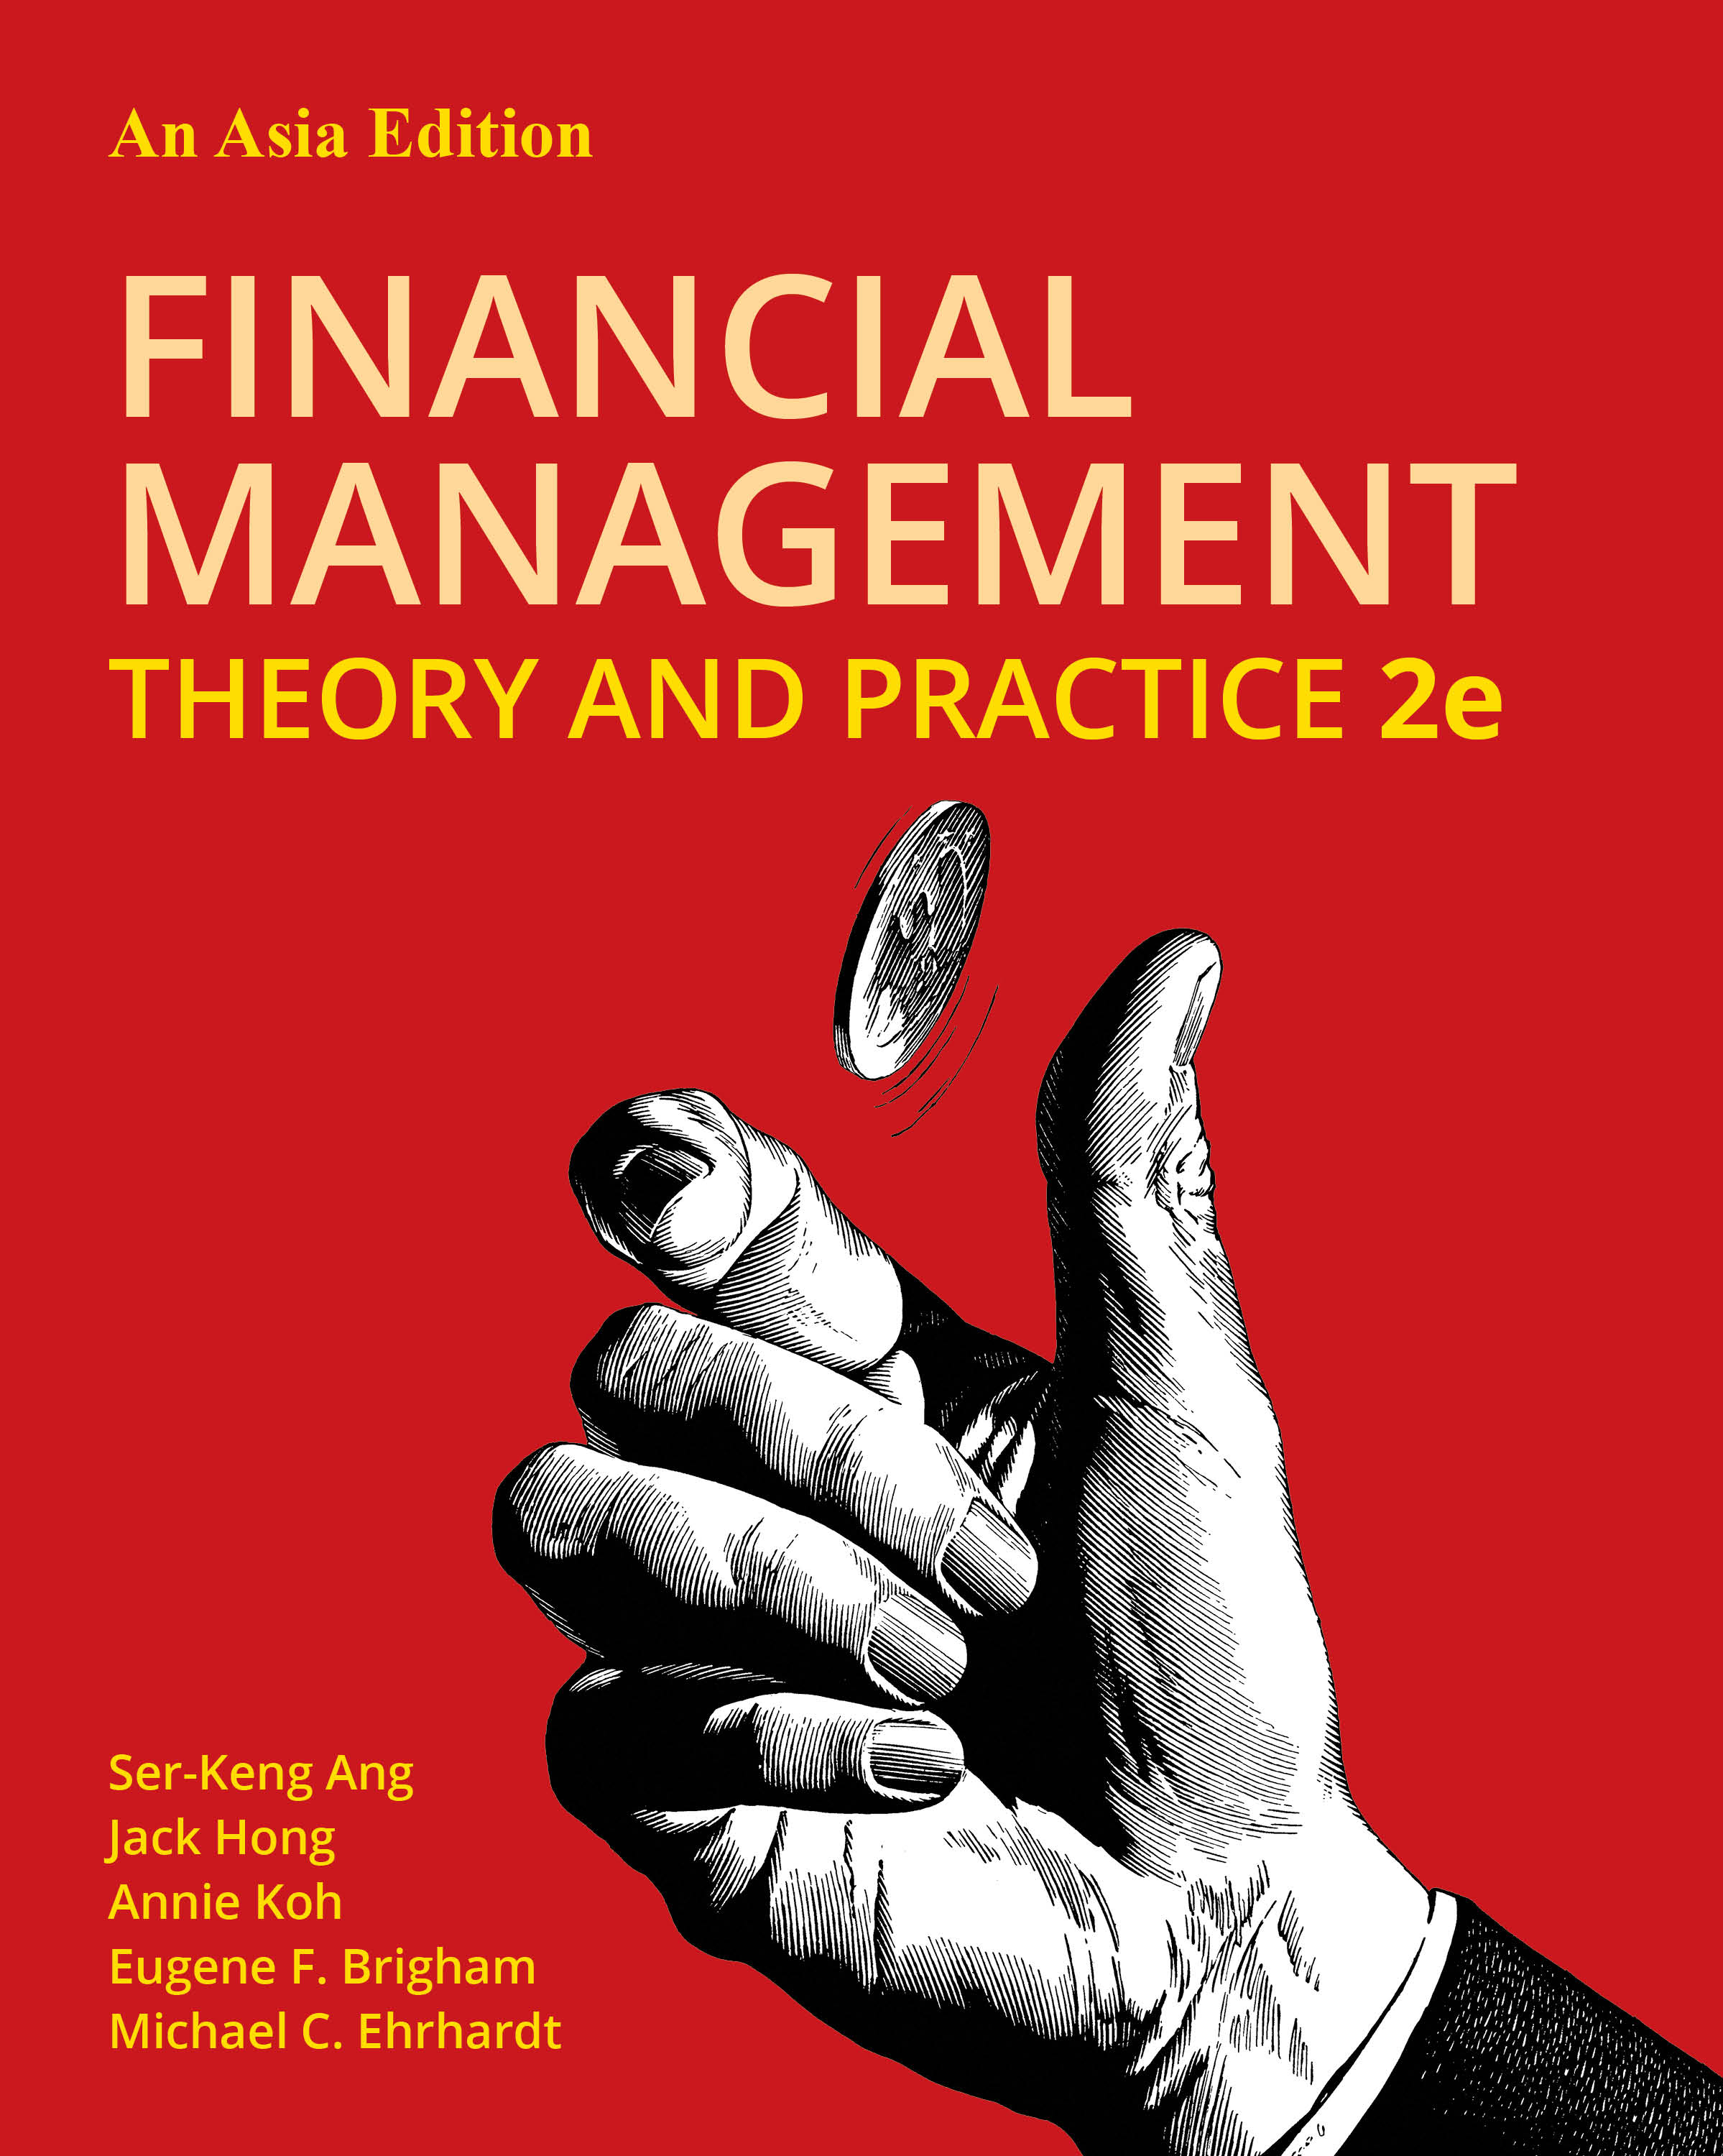 An Asia Edition
FINANCIAL
MANAGEMENT
THEORY AND PRACTICE 2e
Ser-Keng Ang
Jack Hong
Annie Koh
Eugene F. Brigham
Michael C. Ehrhardt